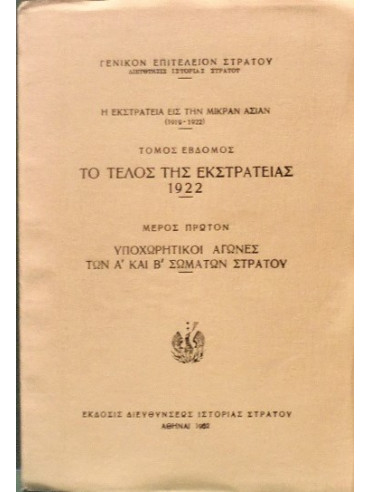 ΓΕΝΙΚΟΝ ΕΠΙΤΕΛΕΙΟΝ ΣΤΡΑΤΟΥ
ΔΙΕΥΘΥΝΣΙΣ ΙΣΤΟΡΙΑΣ ΣΤΡΑΤΟΥ
Η ΕΚΣΤΡΑΤΕΙΑ ΕΙΣ ΤΗΝ ΜΙΚΡΑΝ ΑΣΙΑΝ
(1919-1922)
ΤΟΜΟΣ ΕΒΔΟΜΟΣ
ΤΟ ΤΕΛΟΣ ΤΗΣ ΕΚΣΤΡΑΤΕΙΑΣ
1922
ΜΕΡΟΣ ΠΡΩΤΟΝ
ΥΠΟΧΩΡΗΤΙΚΟΙ ΑΓΩΝΕΣ
ΤΩΝ Α' ΚΑΙ Β' ΣΩΜΑΤΩΝ ΣΤΡΑΤΟΥ
ΕΚΔΟΣΙΣ ΔΙΕΥΘΥΝΣΕΩΣ ΙΣΤΟΡΙΑΣ ΣΤΡΑΤΟΥ
ΑΘΗΝΑΙ 1962